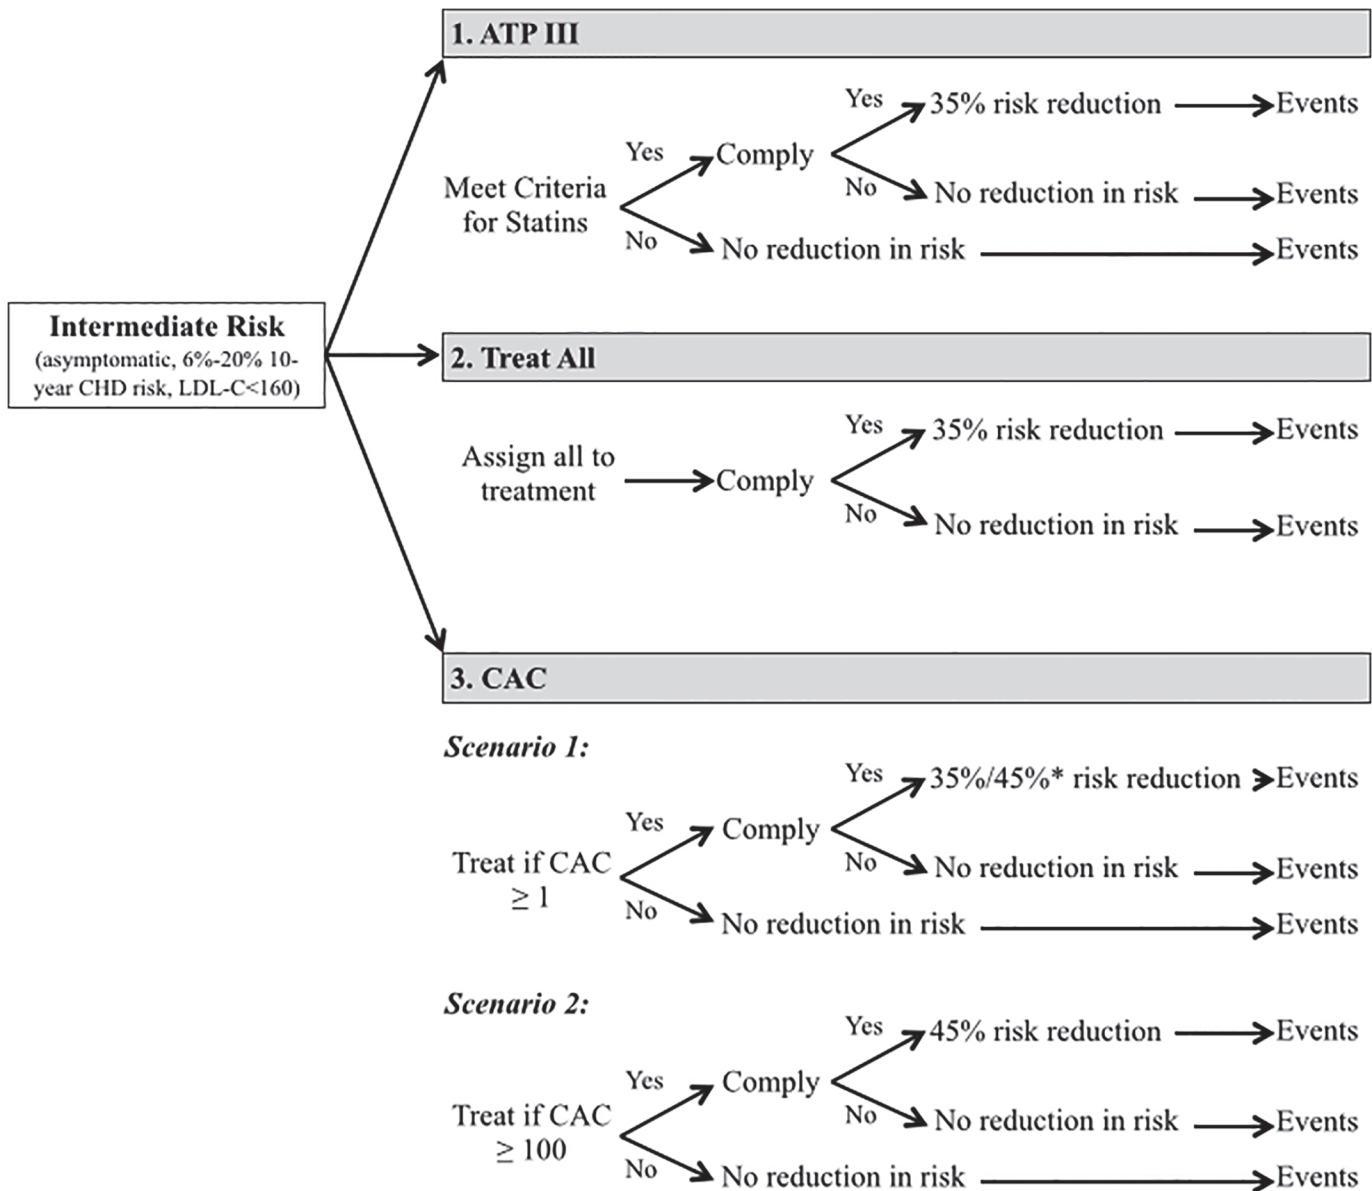 1. ATP III
Yes
35% risk reduction
Events
Yes
Comply
No
No reduction in risk
Events
Meet Criteria
for Statins
No
No reduction in risk
Events
Intermediate Risk
(asymptomatic, 6%-20% 10-
year CHD risk, LDL-C<160)
2. Treat All
Yes
35% risk reduction
Events
Assign all to
treatment
Comply
No
No reduction in risk
Events
3. CAC
Scenario 1:
Yes
35%/45%* risk reduction
Events
Yes
Comply
No
No reduction in risk
Events
Treat if CAC
≥ 1
No
No reduction in risk
Events
Scenario 2:
Yes
45% risk reduction
Events
Yes
Comply
No
No reduction in risk
Events
Treat if CAC
≥ 100
No
No reduction in risk
Events